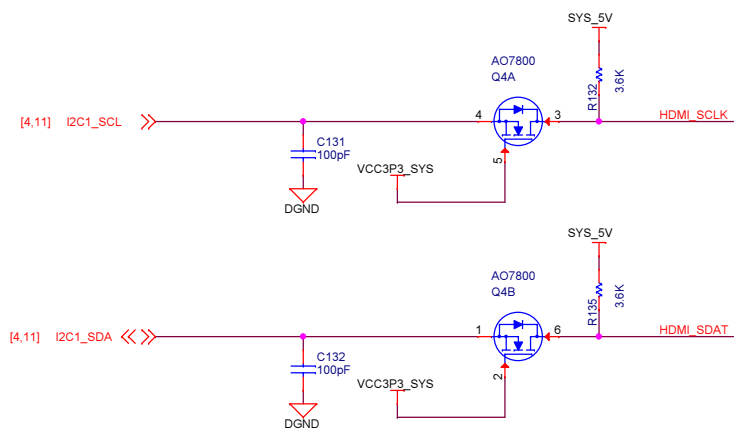 SYS_5V
AO7800
Q4A
R132
3.6K
[4,11] I2C1_SCL
4
3
HDMI_SCLK
C131
100pF
5
VCC3P3_SYS
DGND
SYS_5V
AO7800
Q4B
R135
3.6K
[4,11] I2C1_SDA
1
6
HDMI_SDAT
C132
100pF
2
VCC3P3_SYS
DGND